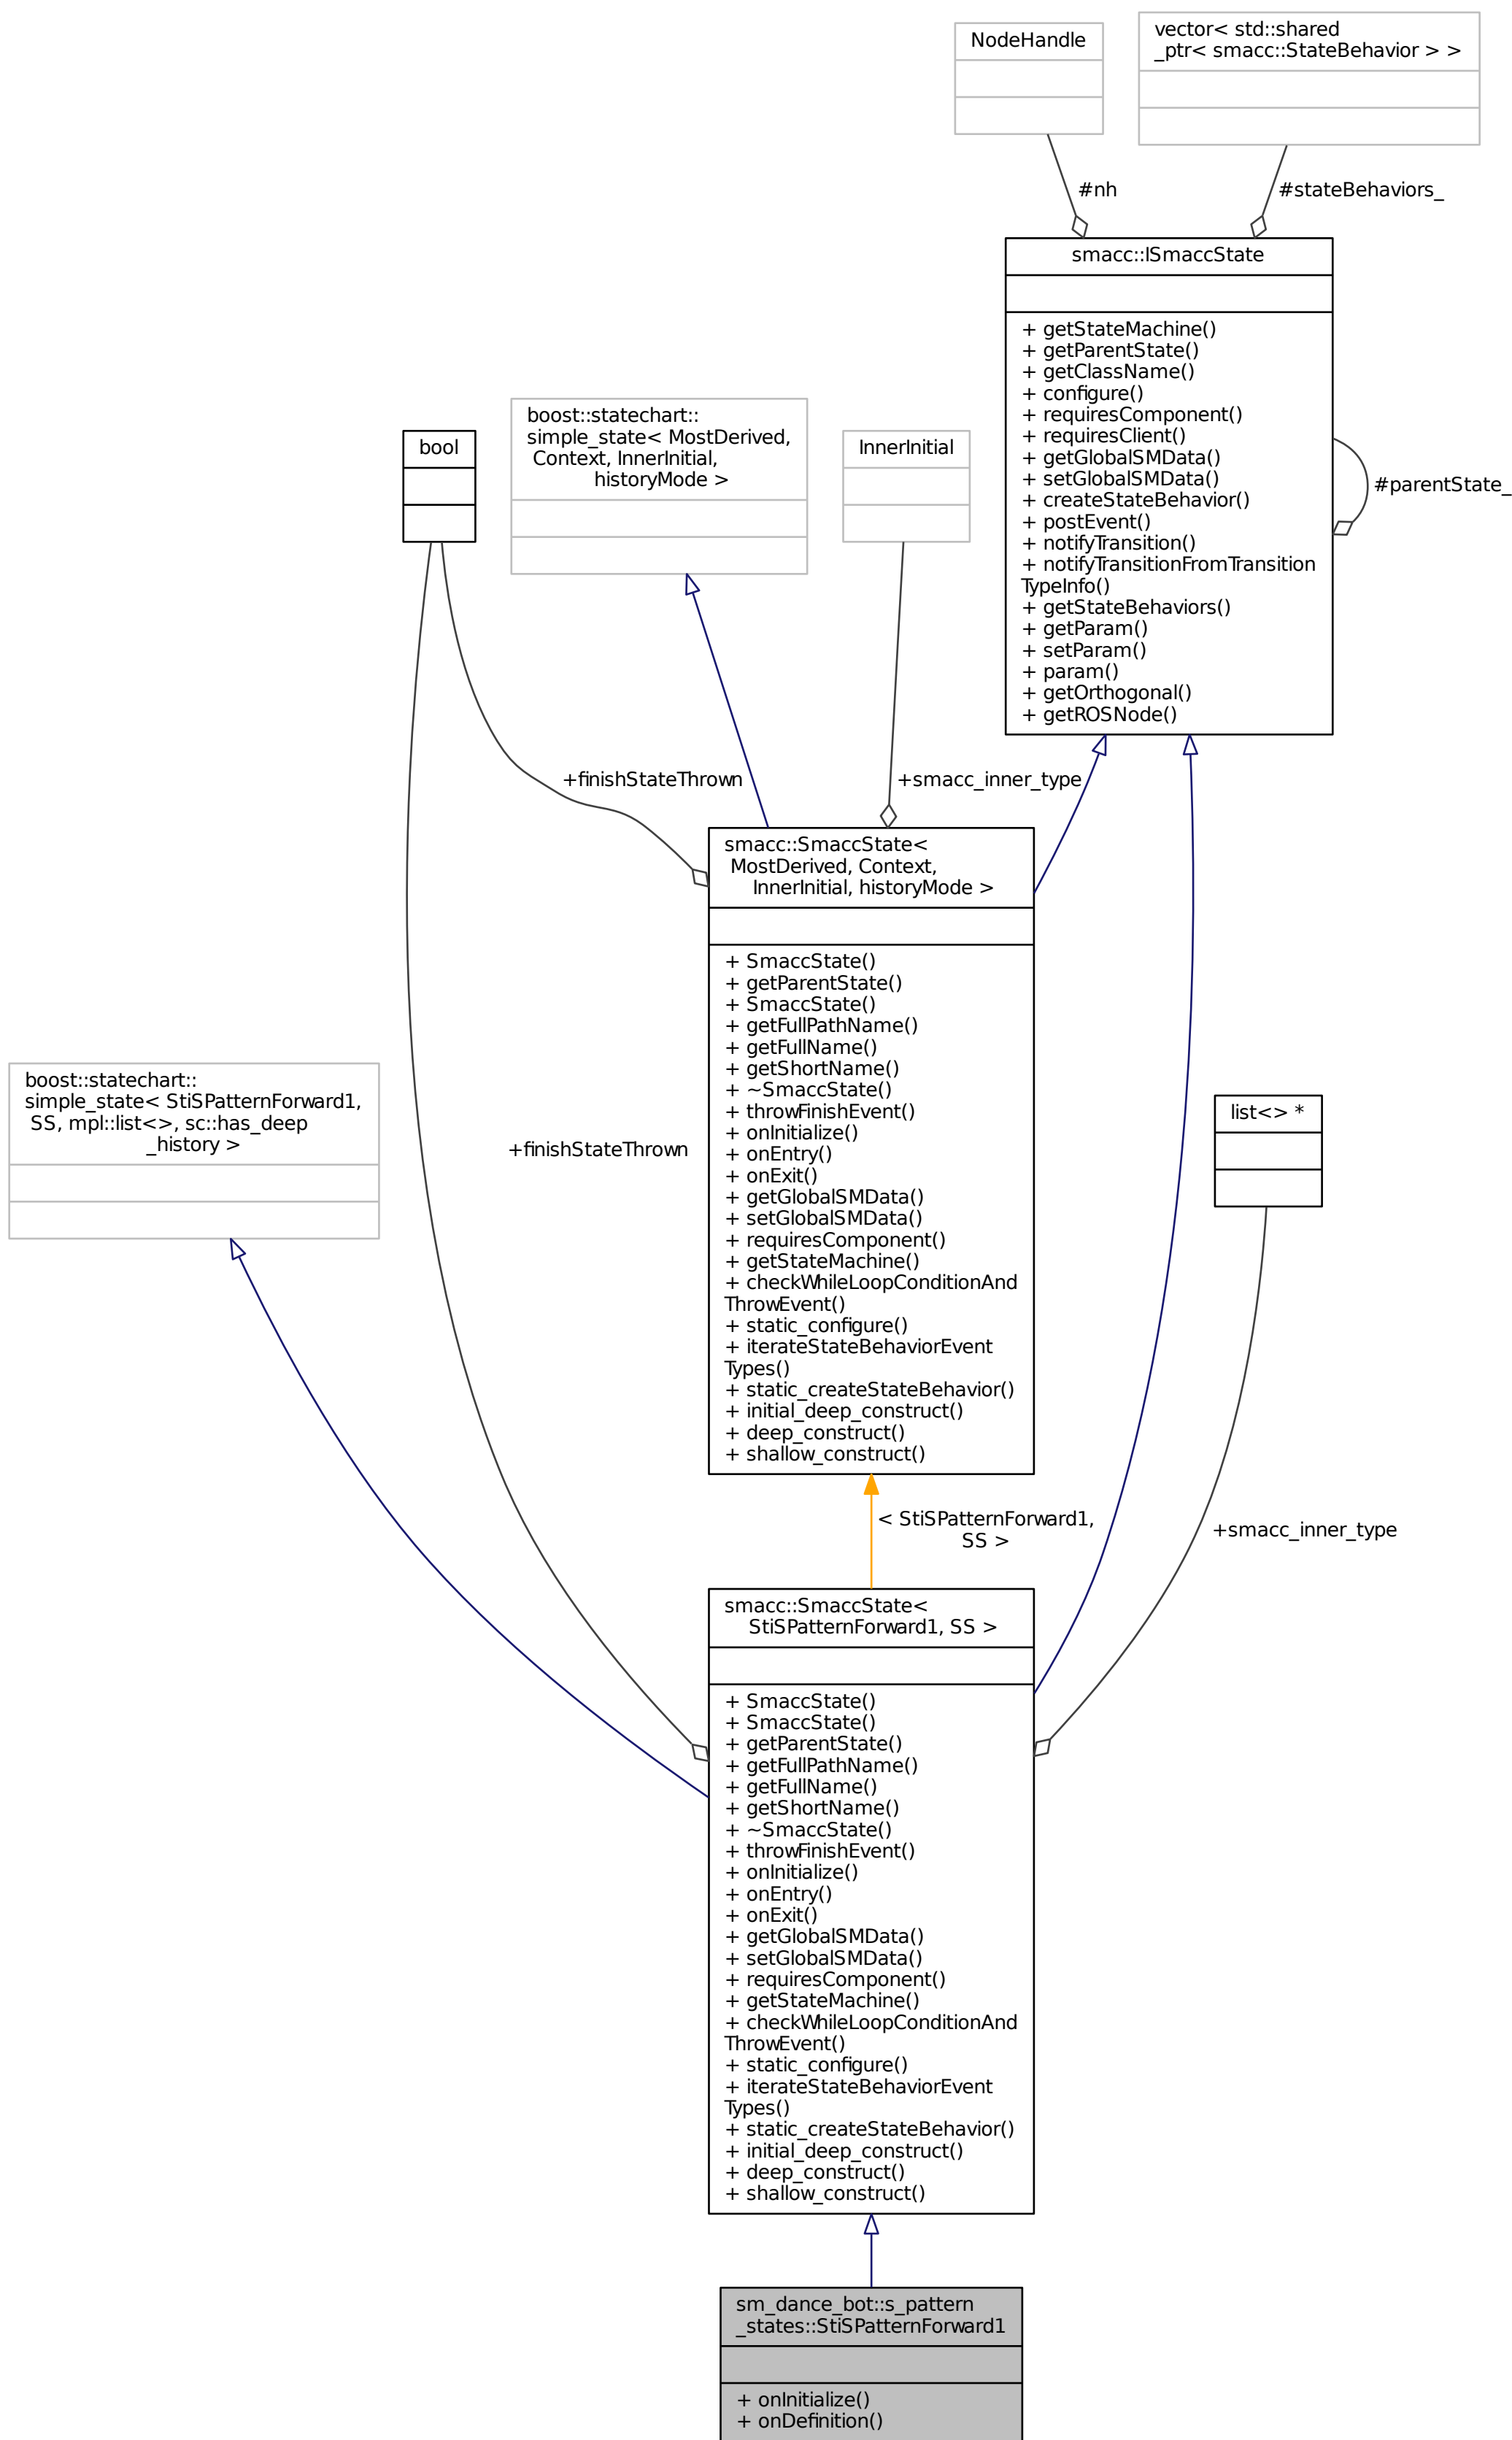 NodeHandle
vector< std::shared
_ptr< smacc::StateBehavior > >
#nh
#stateBehaviors_
smacc::ISmaccState
+ getStateMachine()
+ getParentState()
+ getClassName()
+ configure()
+ requiresComponent()
+ requiresClient()
+ getGlobalSMData()
+ setGlobalSMData()
+ createStateBehavior()
+ postEvent()
+ notifyTransition()
+ notifyTransitionFromTransition
TypeInfo()
+ getStateBehaviors()
+ getParam()
+ setParam()
+ param()
+ getOrthogonal()
+ getROSNode()
#parentState_
bool
boost::statechart::
simple_state< MostDerived,
Context, InnerInitial,
historyMode >
InnerInitial
+finishStateThrown
+smacc_inner_type
smacc::SmaccState<
MostDerived, Context,
InnerInitial, historyMode >
+ SmaccState()
+ getParentState()
+ SmaccState()
+ getFullPathName()
+ getFullName()
+ getShortName()
+ ~SmaccState()
+ throwFinishEvent()
+ onInitialize()
+ onEntry()
+ onExit()
+ getGlobalSMData()
+ setGlobalSMData()
+ requiresComponent()
+ getStateMachine()
+ checkWhileLoopConditionAnd
ThrowEvent()
+ static_configure()
+ iterateStateBehaviorEvent
Types()
+ static_createStateBehavior()
+ initial_deep_construct()
+ deep_construct()
+ shallow_construct()
boost::statechart::
simple_state< StiSPatternForward1,
SS, mpl::list<>, sc::has_deep
_history >
+finishStateThrown
list<> *
< StiSPatternForward1,
SS >
+smacc_inner_type
smacc::SmaccState<
StiSPatternForward1, SS >
+ SmaccState()
+ SmaccState()
+ getParentState()
+ getFullPathName()
+ getFullName()
+ getShortName()
+ ~SmaccState()
+ throwFinishEvent()
+ onInitialize()
+ onEntry()
+ onExit()
+ getGlobalSMData()
+ setGlobalSMData()
+ requiresComponent()
+ getStateMachine()
+ checkWhileLoopConditionAnd
ThrowEvent()
+ static_configure()
+ iterateStateBehaviorEvent
Types()
+ static_createStateBehavior()
+ initial_deep_construct()
+ deep_construct()
+ shallow_construct()
sm_dance_bot::s_pattern
_states::StiSPatternForward1
+ onInitialize()
+ onDefinition()